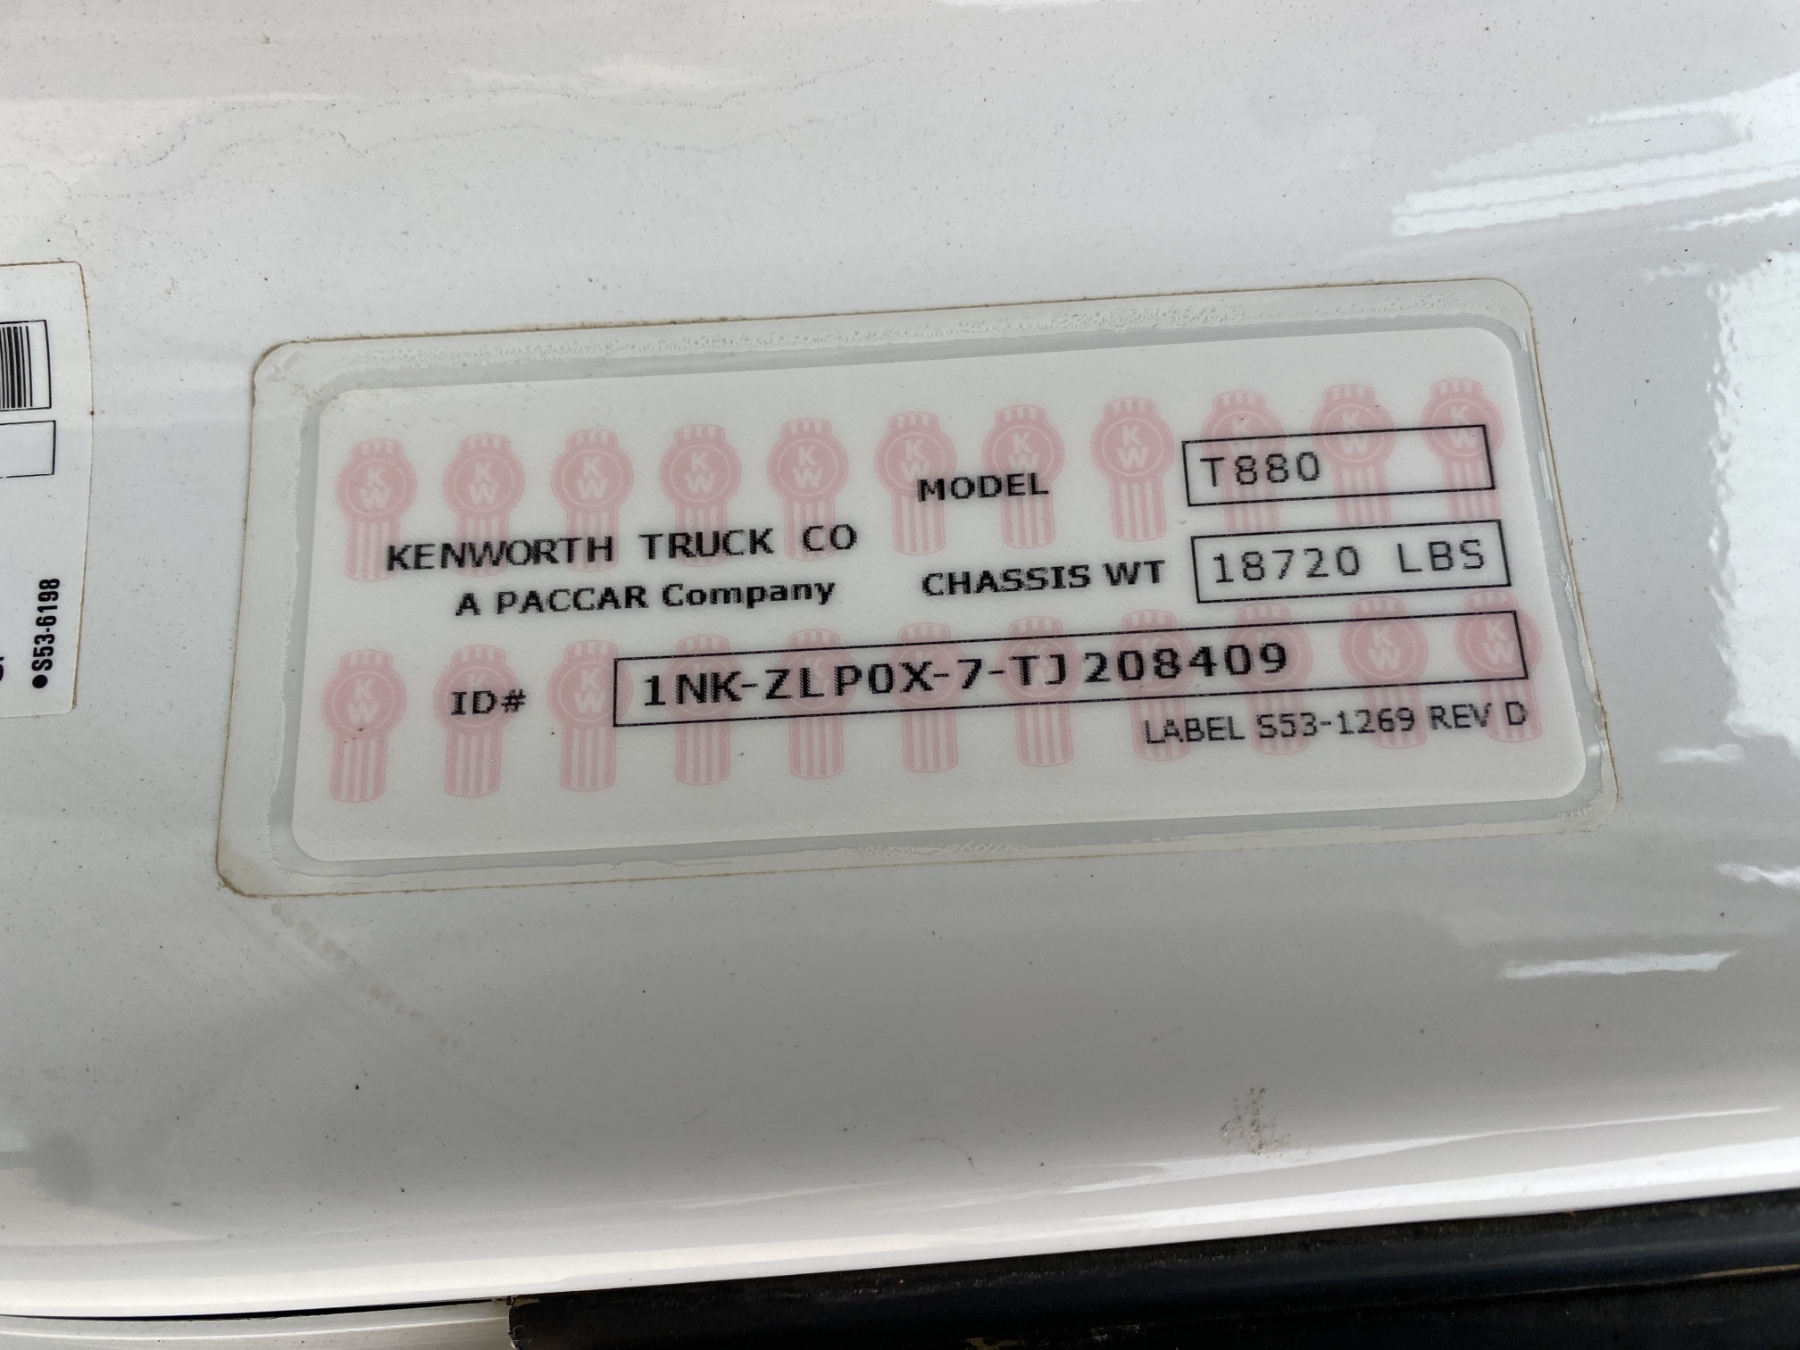 MODEL T880
KENWORTH TRUCK CO
A PACCAR Company
CHASSIS WT 18720 LBS
ID# 1NK-ZLP0X-7-TJ208409
LABEL S53-1269 REV D
●S53-6198